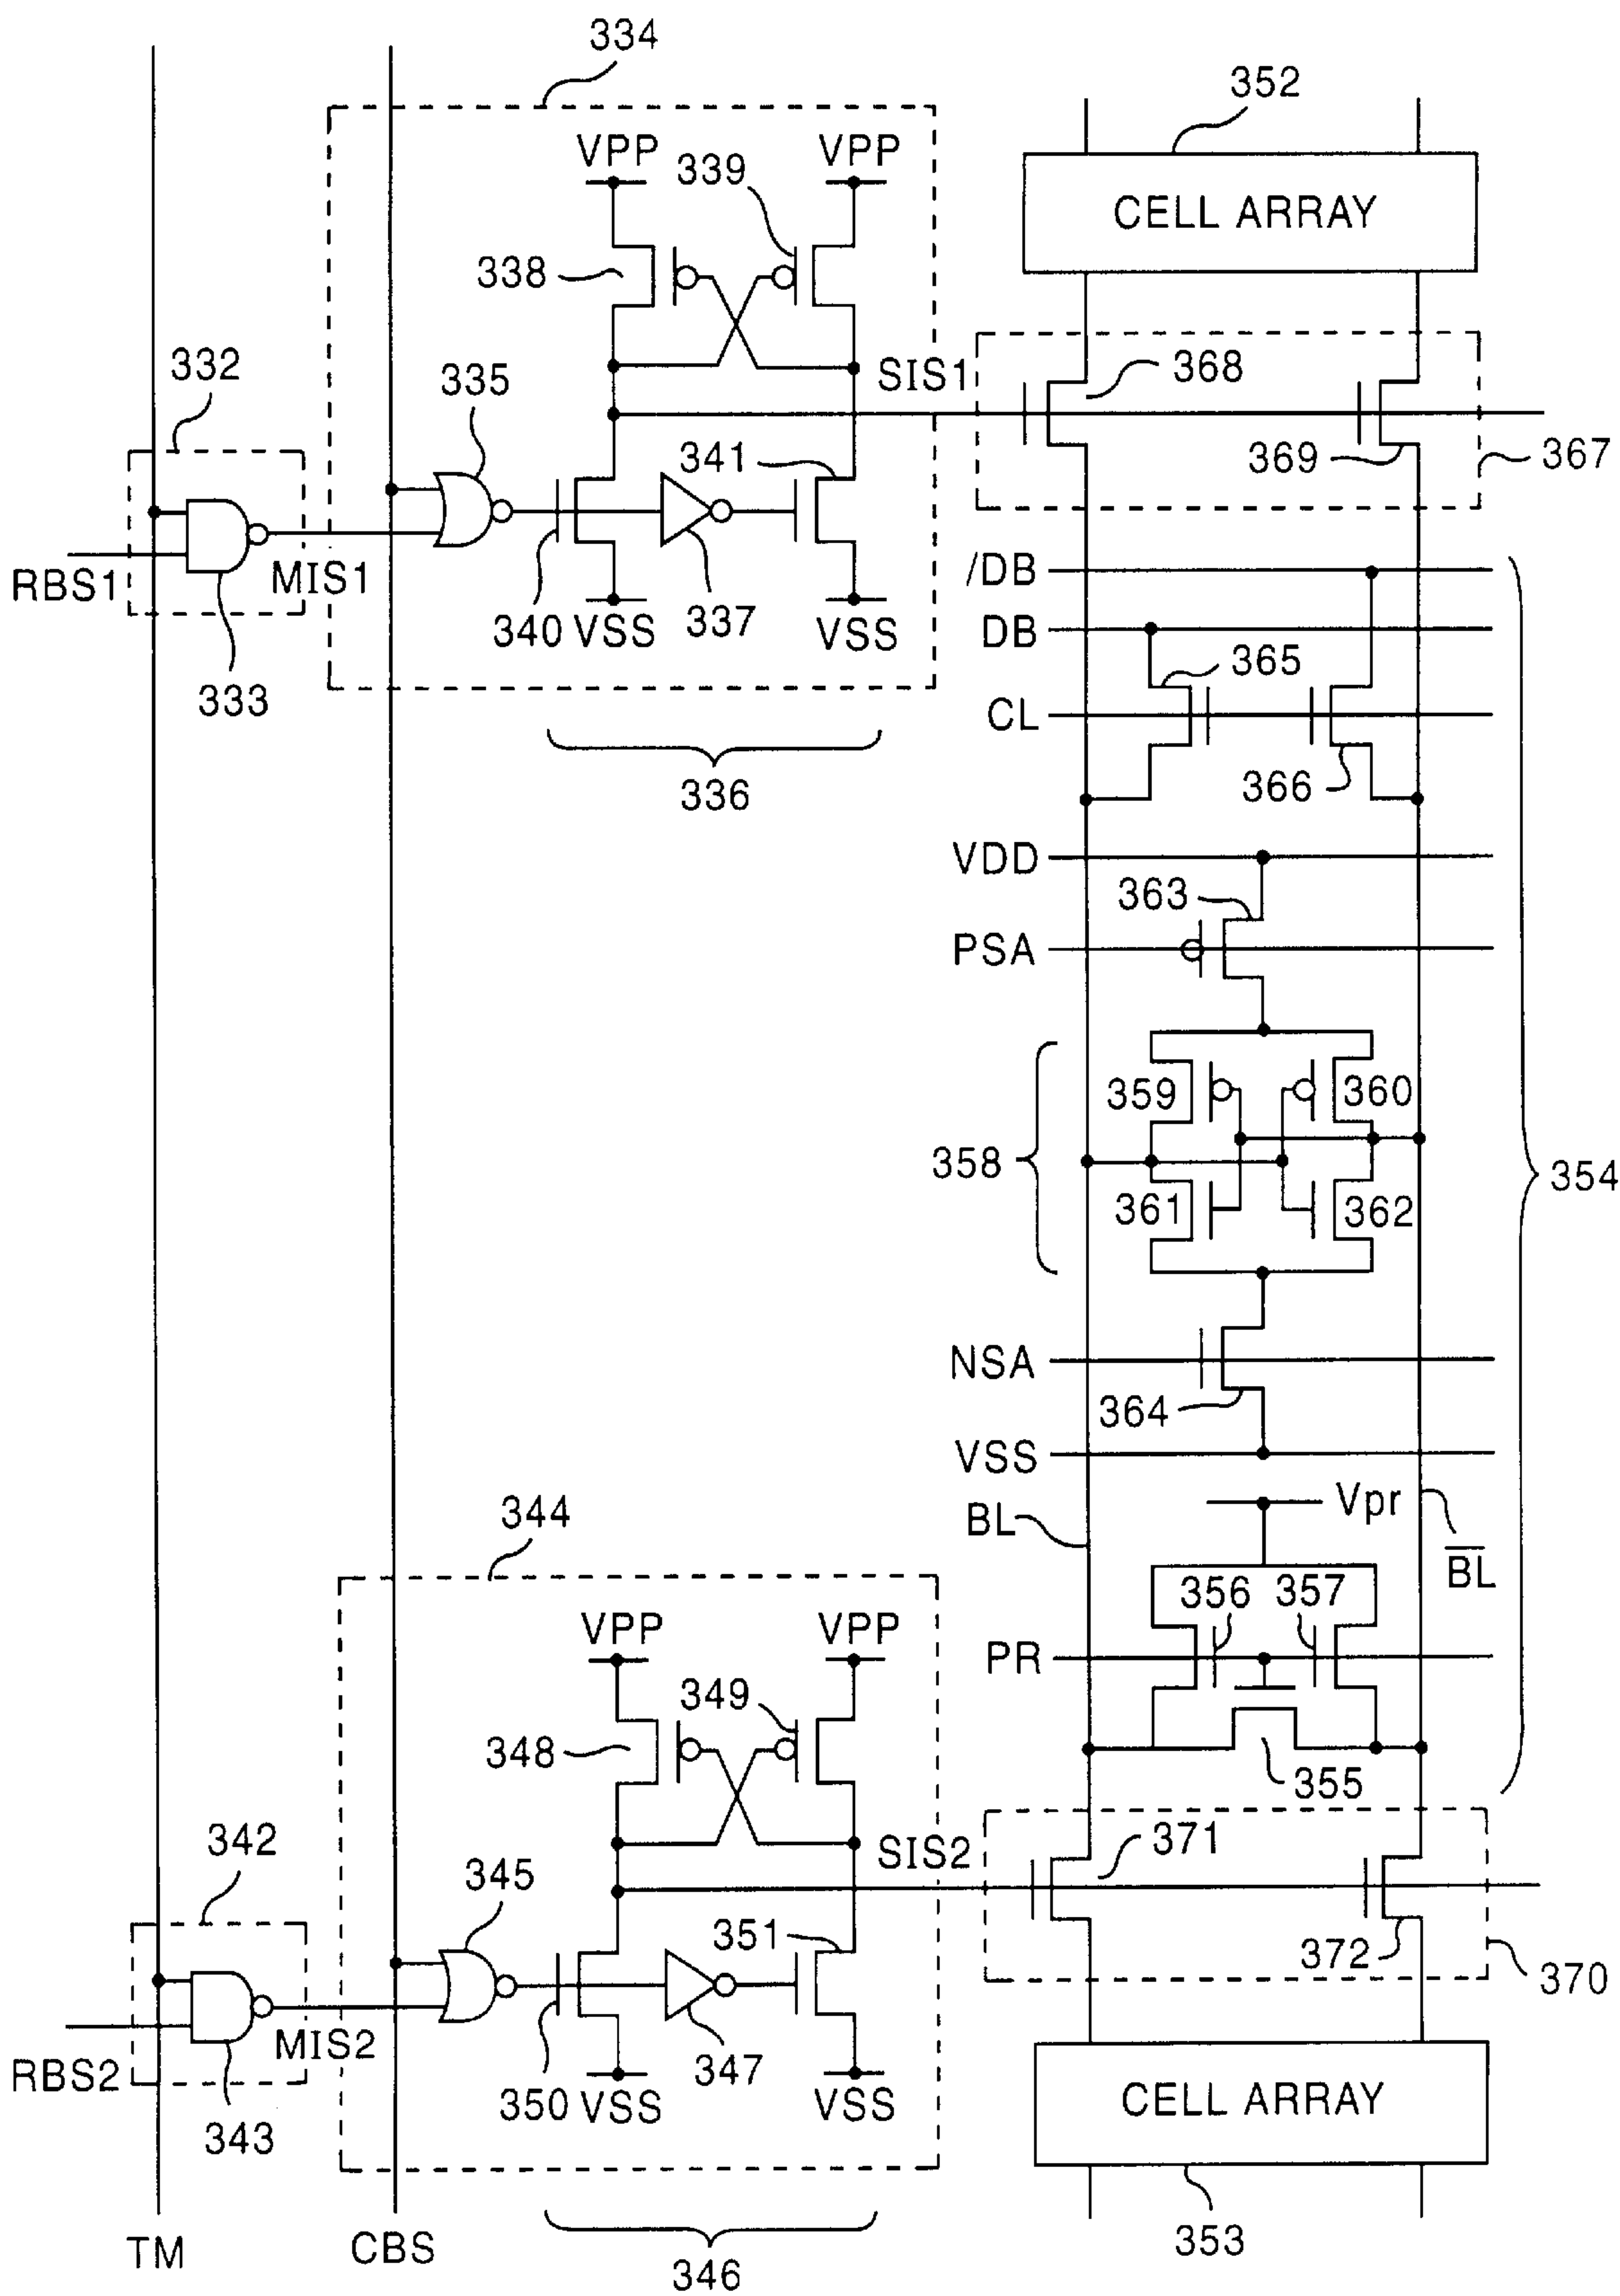 334
352
VPP
VPP
339
CELL ARRAY
338
332
335
SIS1
368
341
369
367
RBS1
MIS1
/DB
340
VSS
337
VSS
DB
333
365
CL
366
336
VDD
363
PSA
359
360
358
354
361
362
NSA
364
VSS
Vpr
344
BL
BL
356
357
VPP
VPP
PR
349
348
355
342
345
SIS2
371
351
372
370
RBS2
MIS2
350
VSS
347
VSS
CELL ARRAY
343
TM
CBS
346
353